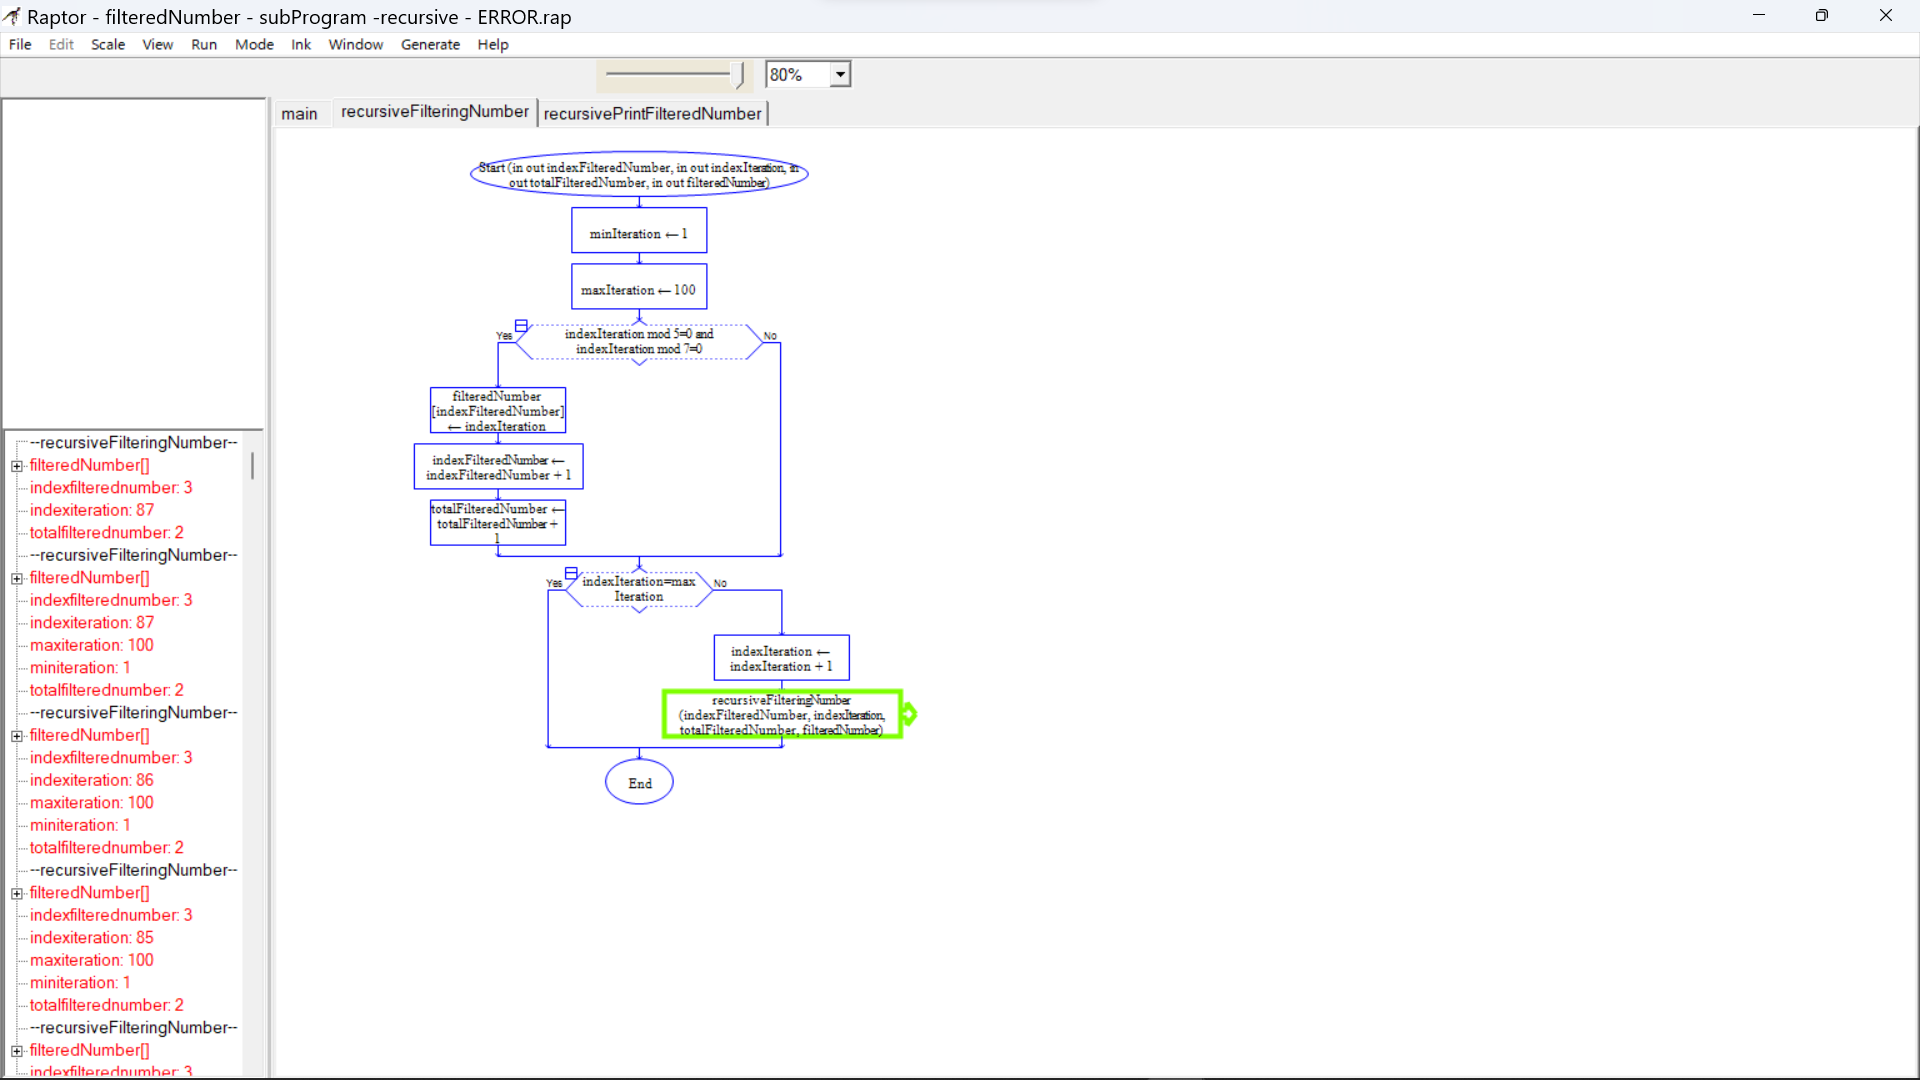 Raptor - filteredNumber - subProgram -recursive - ERROR.rap
File Edit Scale View Run Mode Ink Window Generate Help
80%
main recursiveFilteringNumber recursivePrintFilteredNumber
Start (in out indexFilteredNumber, in out indexIteration, in
out totalFilteredNumber, in out filteredNumber)
minIteration ← 1
maxIteration ← 100
Yes
indexIteration mod 5=0 and
indexIteration mod 7=0
No
filteredNumber
[indexFilteredNumber]
← indexIteration
indexFilteredNumber ←
indexFilteredNumber + 1
totalFilteredNumber ←
totalFilteredNumber +
1
Yes
indexIteration=max
Iteration
No
indexIteration ←
indexIteration + 1
recursiveFilteringNumber
(indexFilteredNumber, indexIteration,
totalFilteredNumber, filteredNumber)
End
--recursiveFilteringNumber--
filteredNumber[]
indexfilterednumber: 3
indexiteration: 87
totalfilterednumber: 2
--recursiveFilteringNumber--
filteredNumber[]
indexfilterednumber: 3
indexiteration: 87
maxiteration: 100
miniteration: 1
totalfilterednumber: 2
--recursiveFilteringNumber--
filteredNumber[]
indexfilterednumber: 3
indexiteration: 86
maxiteration: 100
miniteration: 1
totalfilterednumber: 2
--recursiveFilteringNumber--
filteredNumber[]
indexfilterednumber: 3
indexiteration: 85
maxiteration: 100
miniteration: 1
totalfilterednumber: 2
--recursiveFilteringNumber--
filteredNumber[]
indexfilterednumber: 3